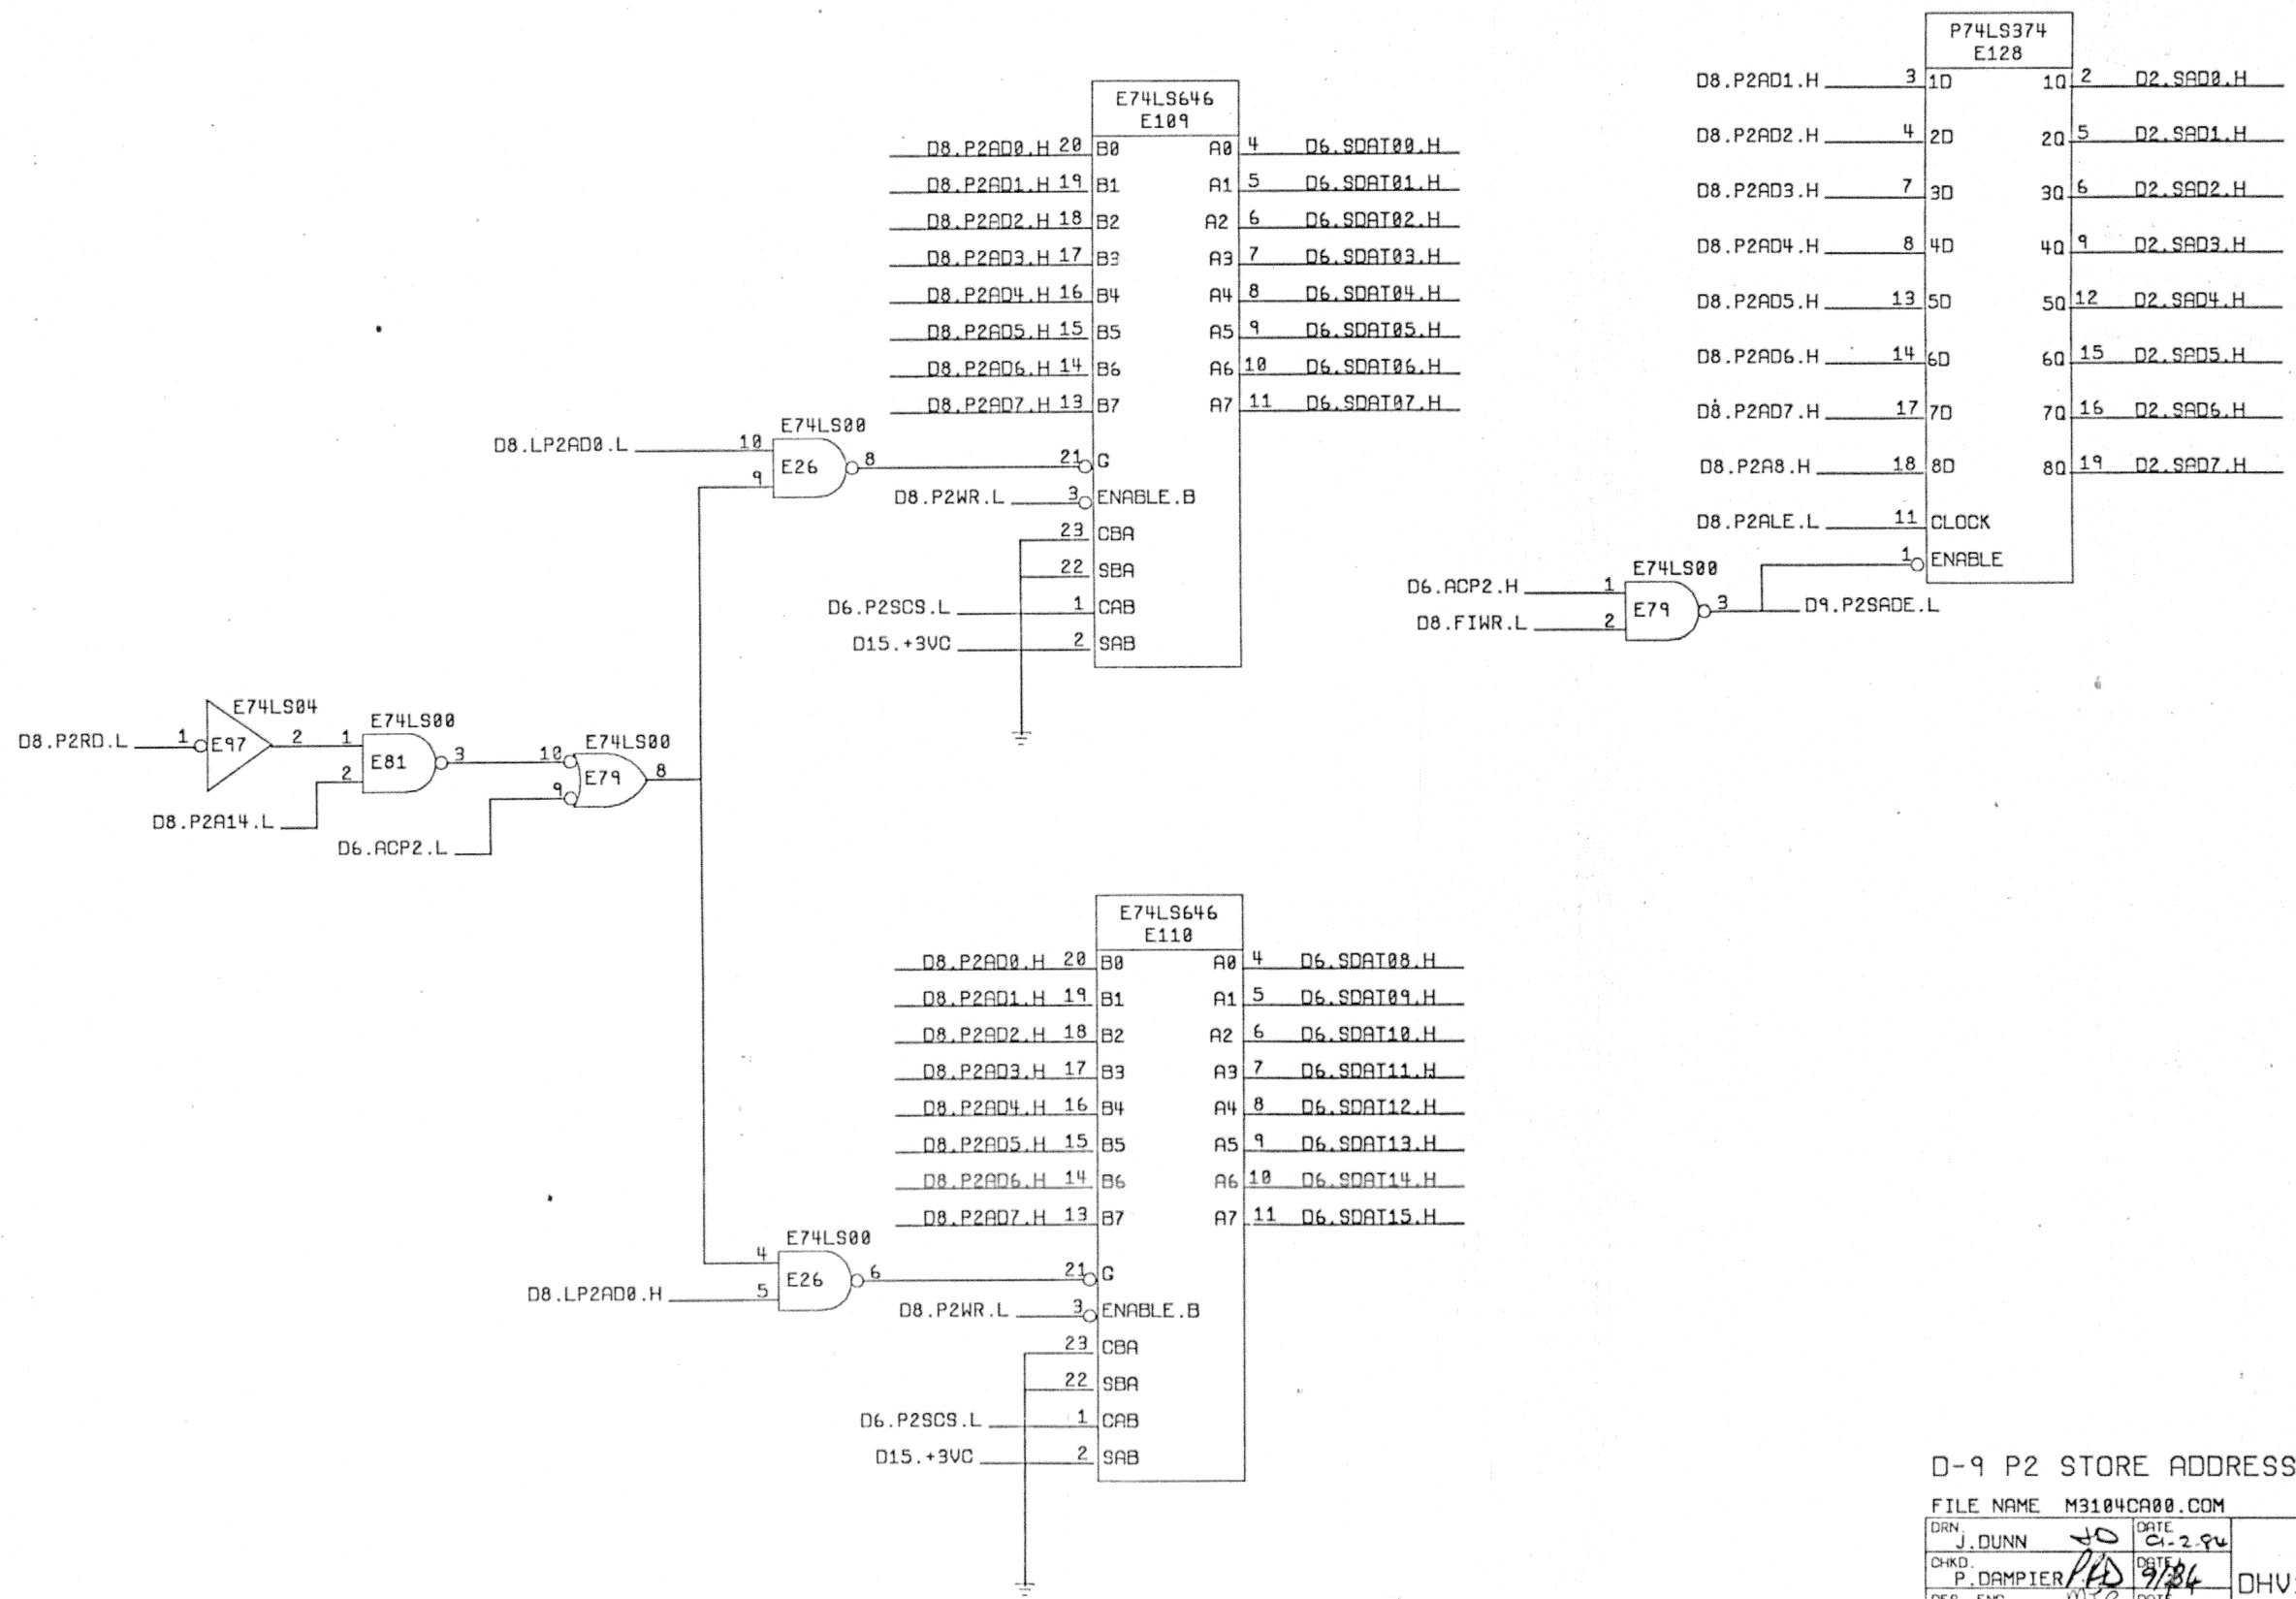 P74LS374
E128
D8.P2AD1.H 3 1D 1Q 2 D2.SAD0.H
D8.P2AD2.H 4 2D 2Q 5 D2.SAD1.H
D8.P2AD3.H 7 3D 3Q 6 D2.SAD2.H
D8.P2AD4.H 8 4D 4Q 9 D2.SAD3.H
D8.P2AD5.H 13 5D 5Q 12 D2.SAD4.H
D8.P2AD6.H 14 6D 6Q 15 D2.SAD5.H
D8.P2AD7.H 17 7D 7Q 16 D2.SAD6.H
D8.P2A8.H 18 8D 8Q 19 D2.SAD7.H
D8.P2ALE.L 11 CLOCK
1 ENABLE
E74LS00
D6.ACP2.H 1
E79 3 D9.P2SADE.L
D8.FIWR.L 2
E74LS646
E109
D8.P2AD0.H 20 B0 A0 4 D6.SDAT00.H
D8.P2AD1.H 19 B1 A1 5 D6.SDAT01.H
D8.P2AD2.H 18 B2 A2 6 D6.SDAT02.H
D8.P2AD3.H 17 B3 A3 7 D6.SDAT03.H
D8.P2AD4.H 16 B4 A4 8 D6.SDAT04.H
D8.P2AD5.H 15 B5 A5 9 D6.SDAT05.H
D8.P2AD6.H 14 B6 A6 10 D6.SDAT06.H
D8.P2AD7.H 13 B7 A7 11 D6.SDAT07.H
E74LS00
D8.LP2AD0.L 10
E26 8 21 G
9
D8.P2WR.L 3 ENABLE.B
23 CBA
22 SBA
D6.P2SCS.L 1 CAB
D15.+3VC 2 SAB
E74LS04
D8.P2RD.L 1 E97 2
E74LS00
1 E81 3
2
D8.P2A14.L
E74LS00
10 E79 8
9
D6.ACP2.L
E74LS646
E110
D8.P2AD0.H 20 B0 A0 4 D6.SDAT08.H
D8.P2AD1.H 19 B1 A1 5 D6.SDAT09.H
D8.P2AD2.H 18 B2 A2 6 D6.SDAT10.H
D8.P2AD3.H 17 B3 A3 7 D6.SDAT11.H
D8.P2AD4.H 16 B4 A4 8 D6.SDAT12.H
D8.P2AD5.H 15 B5 A5 9 D6.SDAT13.H
D8.P2AD6.H 14 B6 A6 10 D6.SDAT14.H
D8.P2AD7.H 13 B7 A7 11 D6.SDAT15.H
E74LS00
4
E26 6 21 G
D8.LP2AD0.H 5
D8.P2WR.L 3 ENABLE.B
23 CBA
22 SBA
D6.P2SCS.L 1 CAB
D15.+3VC 2 SAB
D-9 P2 STORE ADDRESS
FILE NAME M3104CA00.COM
DRN. J.DUNN JD DATE
CHKD. P.DAMPIER DATE
DHV